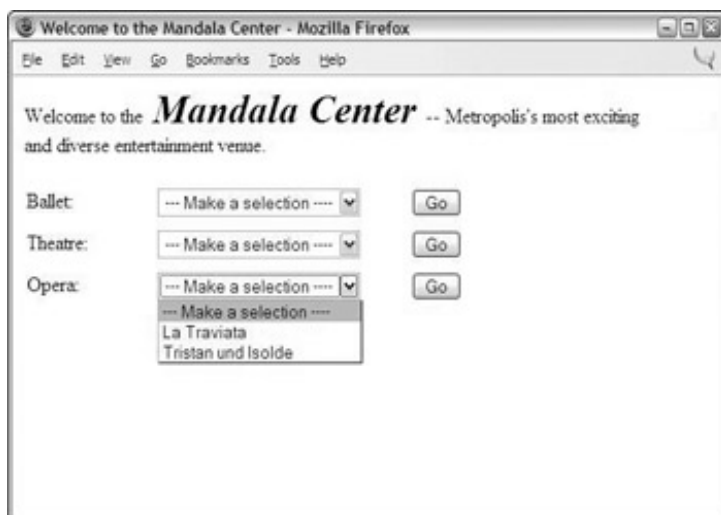 Welcome to the Mandala Center - Mozilla Firefox
File Edit View Go Bookmarks Tools Help
Welcome to the Mandala Center -- Metropolis's most exciting
and diverse entertainment venue.
Ballet: --- Make a selection ---- Go
Theatre: --- Make a selection ---- Go
Opera: --- Make a selection ---- Go
--- Make a selection ----
La Traviata
Tristan und Isolde